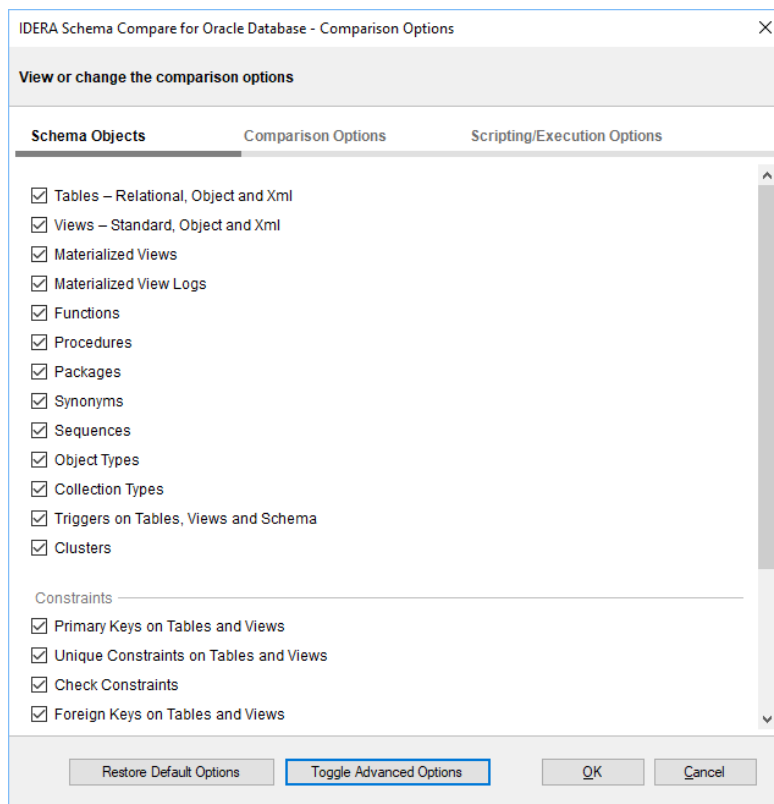 IDERA Schema Compare for Oracle Database - Comparison Options
View or change the comparison options
Schema Objects Comparison Options Scripting/Execution Options
Tables – Relational, Object and Xml
Views – Standard, Object and Xml
Materialized Views
Materialized View Logs
Functions
Procedures
Packages
Synonyms
Sequences
Object Types
Collection Types
Triggers on Tables, Views and Schema
Clusters
Constraints
Primary Keys on Tables and Views
Unique Constraints on Tables and Views
Check Constraints
Foreign Keys on Tables and Views
Restore Default Options Toggle Advanced Options OK Cancel